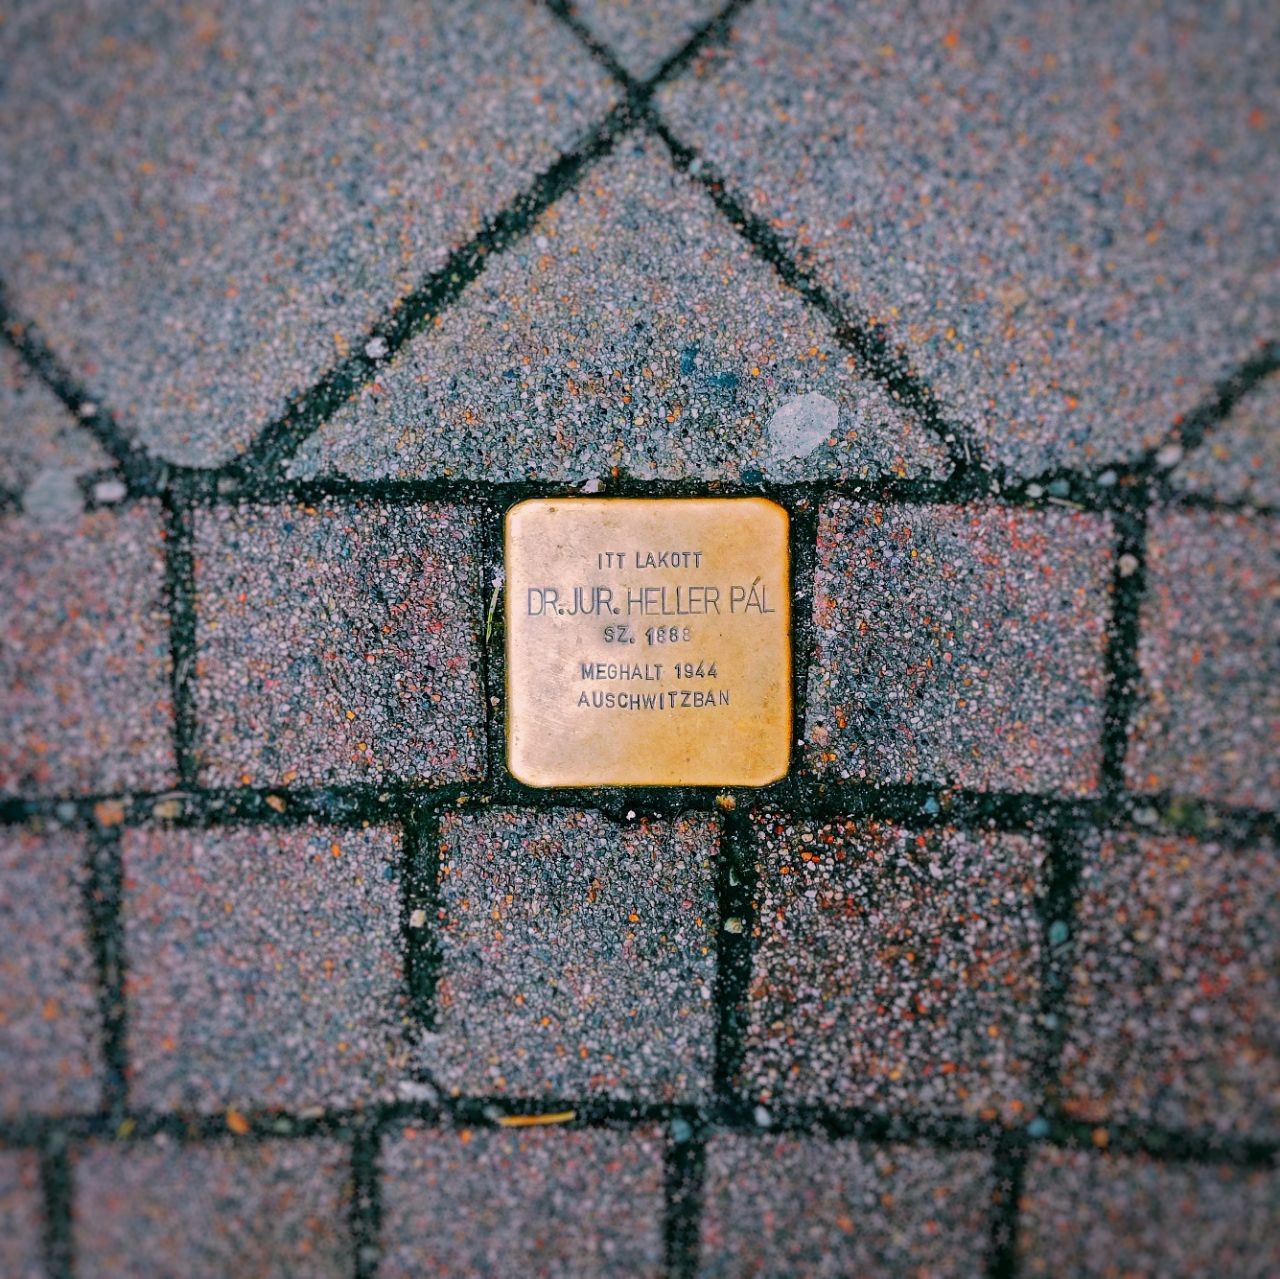 ITT LAKOTT
DR.JUR. HELLER PÁL
SZ. 1888
MEGHALT 1944
AUSCHWITZBAN